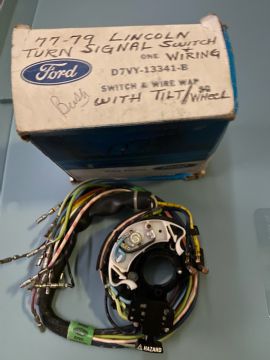 77-79 LINCOLN
TURN SIGNAL SWITCH
ONE WIRING
Ford
D7VY-13341-B
SWITCH & WIRE WAP
WITH TILT/
WHEEL
HAZARD